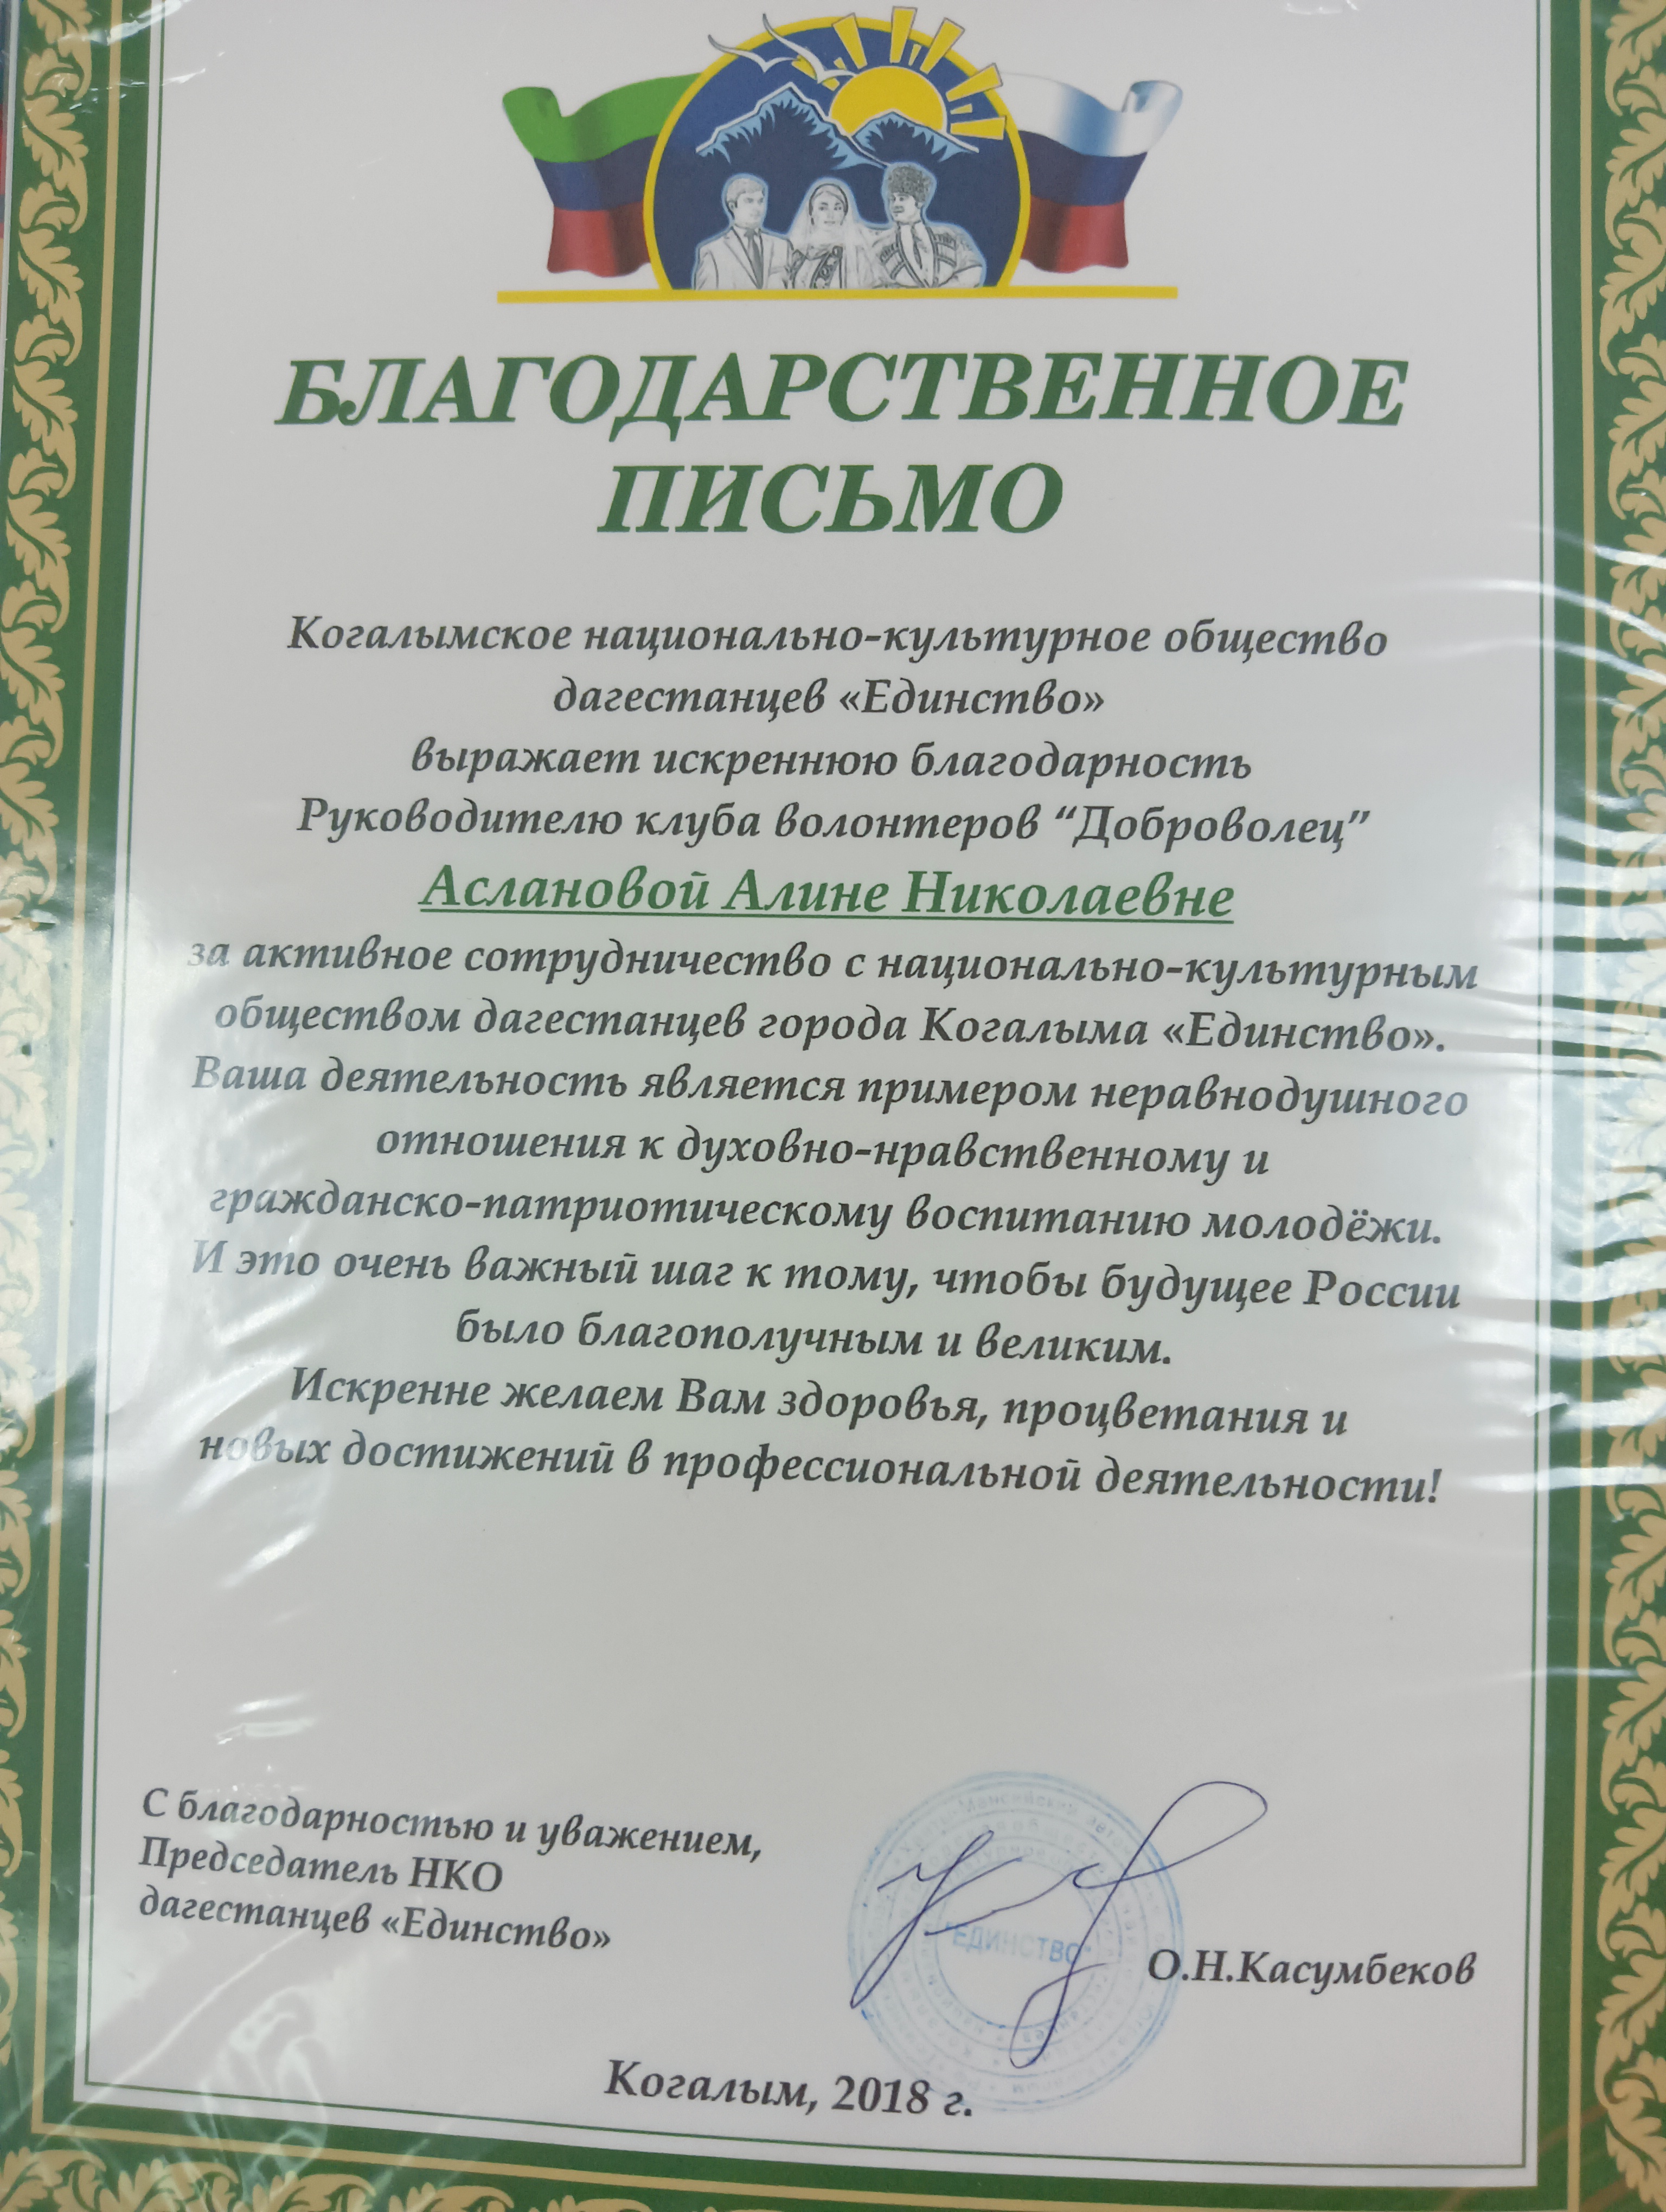 БЛАГОДАРСТВЕННОЕ
ПИСЬМО
Когалымское национально-культурное общество
дагестанцев «Единство»
выражает искреннюю благодарность
Руководителю клуба волонтеров “Доброволец”
Аслановой Алине Николаевне
за активное сотрудничество с национально-культурным
обществом дагестанцев города Когалыма «Единство».
Ваша деятельность является примером неравнодушного
отношения к духовно-нравственному и
гражданско-патриотическому воспитанию молодёжи.
И это очень важный шаг к тому, чтобы будущее России
было благополучным и великим.
Искренне желаем Вам здоровья, процветания и
новых достижений в профессиональной деятельности!
С благодарностью и уважением,
Председатель НКО
дагестанцев «Единство»
"ЕДИНСТВО"
О.Н.Касумбеков
Когалым, 2018 г.